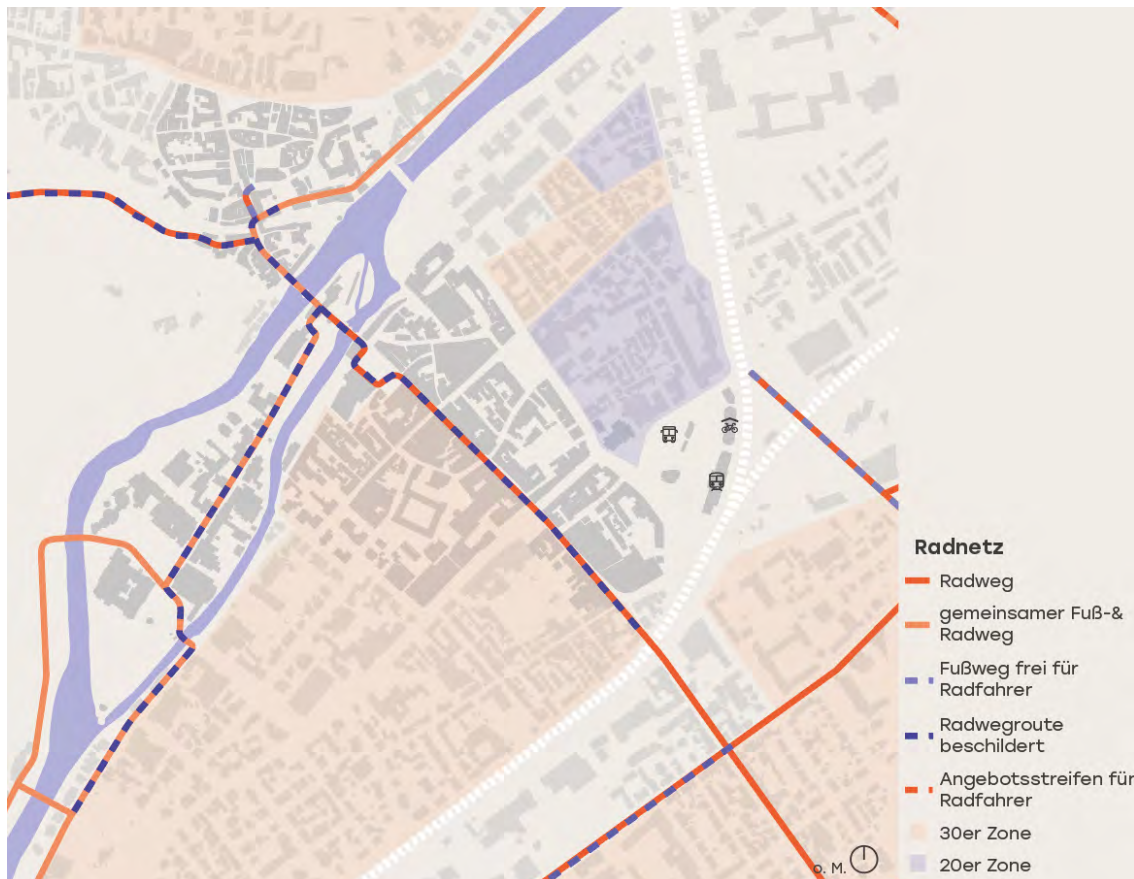 Radnetz
Radweg
gemeinsamer Fuß-&
Radweg
Fußweg frei für
Radfahrer
Radwegroute
beschildert
Angebotsstreifen für
Radfahrer
30er Zone
20er Zone
o. M.